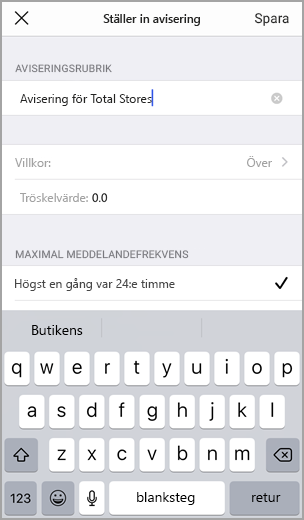 Ställer in avisering Spara
AVISERINGSRUBRIK
Avisering för Total Stores
Villkor: Över
Tröskelvärde: 0.0
MAXIMAL MEDDELANDEFREKVENS
Högst en gång var 24:e timme
Butikens
q w e r t y u i o p
a s d f g h j k l
z x c v b n m
123 blanksteg retur